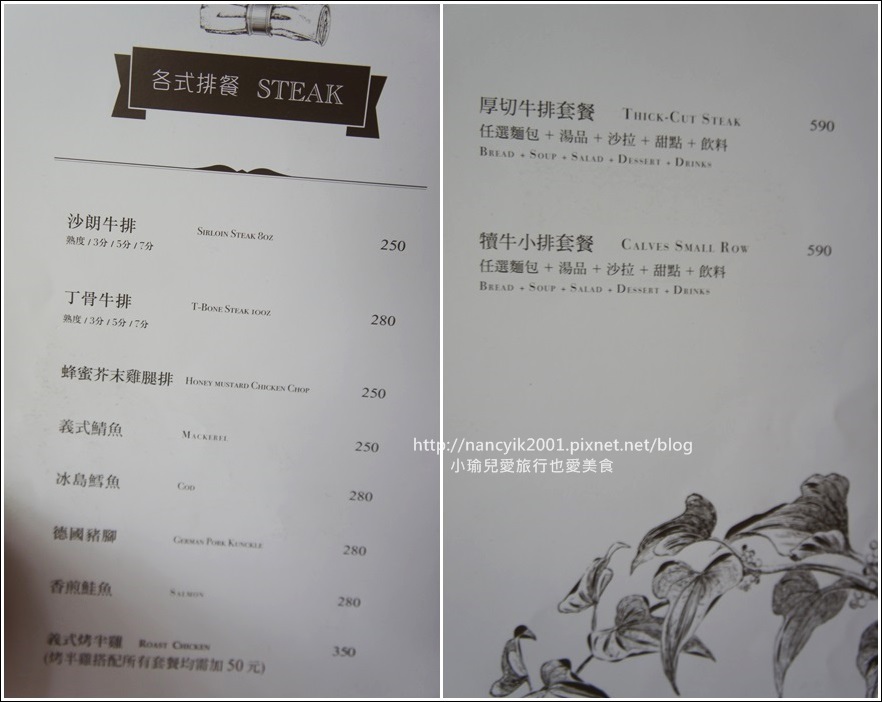 各式排餐 STEAK
沙朗牛排 SIRLOIN STEAK 8OZ 250
熟度 / 3分 / 5分 / 7分
丁骨牛排 T-BONE STEAK 10OZ 280
熟度 / 3分 / 5分 / 7分
蜂蜜芥末雞腿排 HONEY MUSTARD CHICKEN CHOP 250
義式鯖魚 MACKEREL 250
冰島鱈魚 COD 280
德國豬腳 GERMAN PORK KUNCKLE 280
香煎鮭魚 SALMON 280
義式烤半雞 ROAST CHICKEN 350
(烤半雞搭配所有套餐均需加 50 元)
厚切牛排套餐 THICK-CUT STEAK 590
任選麵包 + 湯品 + 沙拉 + 甜點 + 飲料
BREAD + SOUP + SALAD + DESSERT + DRINKS
犢牛小排套餐 CALVES SMALL ROW 590
任選麵包 + 湯品 + 沙拉 + 甜點 + 飲料
BREAD + SOUP + SALAD + DESSERT + DRINKS
http://nancyik2001.pixnet.net/blog
小瑜兒愛旅行也愛美食